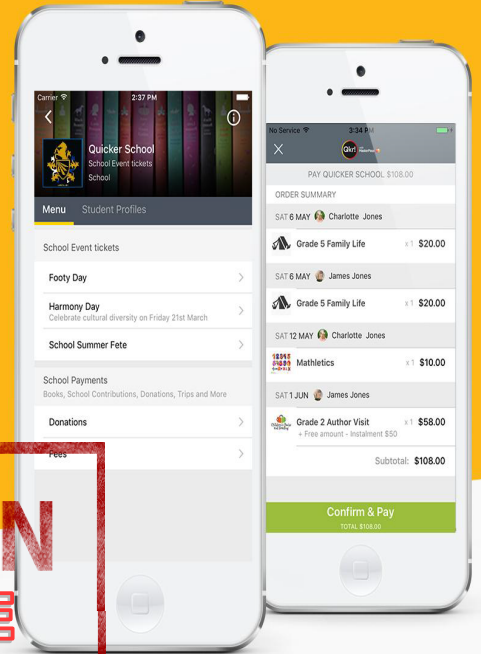 Carrier 2:37 PM
Quicker School
School Event tickets
School
Menu Student Profiles
School Event tickets
Footy Day
Harmony Day
Celebrate cultural diversity on Friday 21st March
School Summer Fete
School Payments
Books, School Contributions, Donations, Trips and More
Donations
Fees
N
No Service 3:34 PM
Qkr!
PAY QUICKER SCHOOL $108.00
ORDER SUMMARY
SAT 6 MAY Charlotte Jones
Grade 5 Family Life x 1 $20.00
SAT 6 MAY James Jones
Grade 5 Family Life x 1 $20.00
SAT 12 MAY Charlotte Jones
Mathletics x 1 $10.00
SAT 1 JUN James Jones
Grade 2 Author Visit x 1 $58.00
+ Free amount - Instalment $50
Subtotal: $108.00
Confirm & Pay
TOTAL $108.00